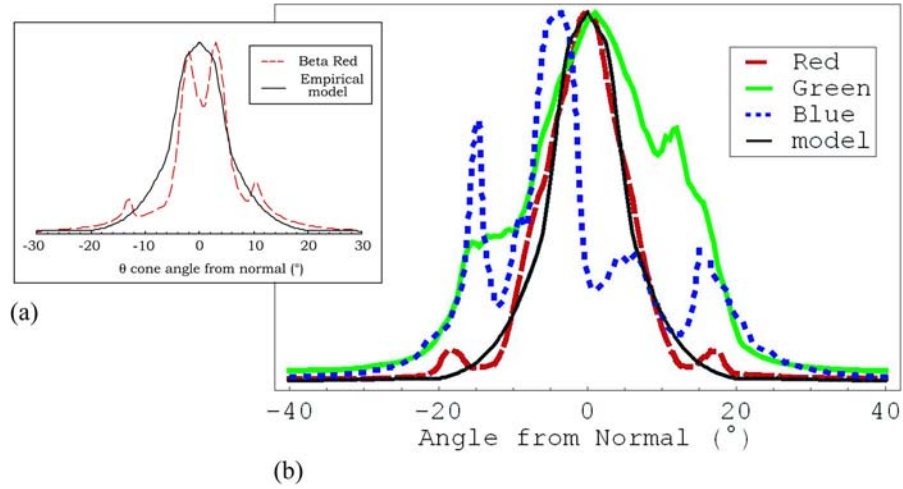 (a)
Beta Red
Empirical
model
-30
-20
-10
0
10
20
30
θ cone angle from normal (°)
(b)
Red
Green
Blue
model
-40
-20
0
20
40
Angle from Normal (°)